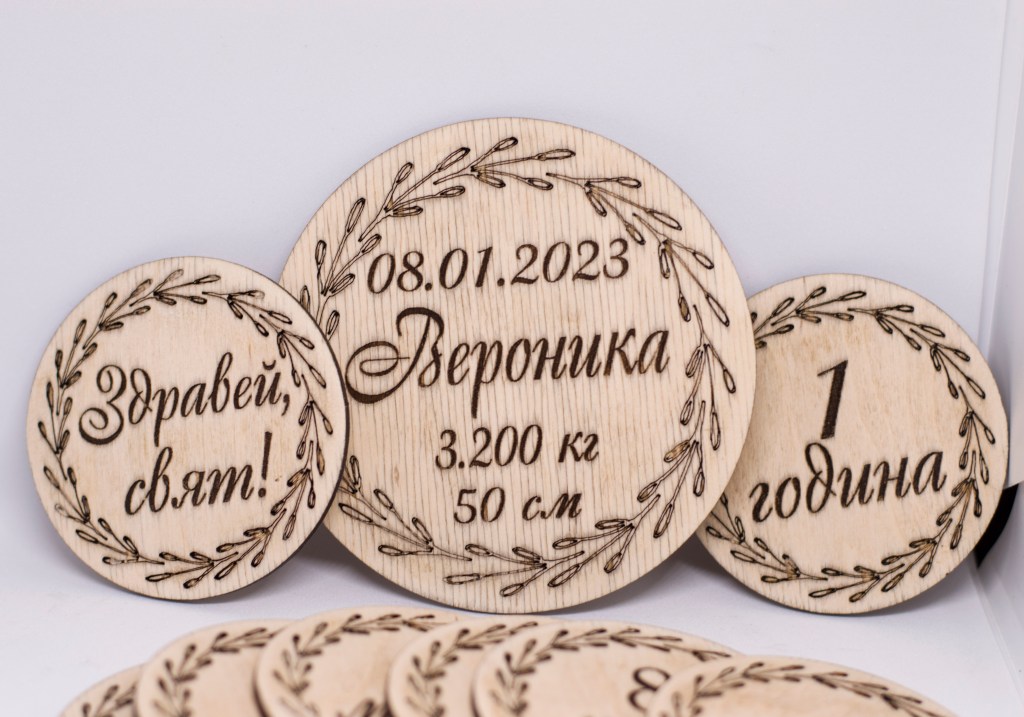 Здравей,
свят!
08.01.2023
Вероника
3.200 кг
50 см
1
година